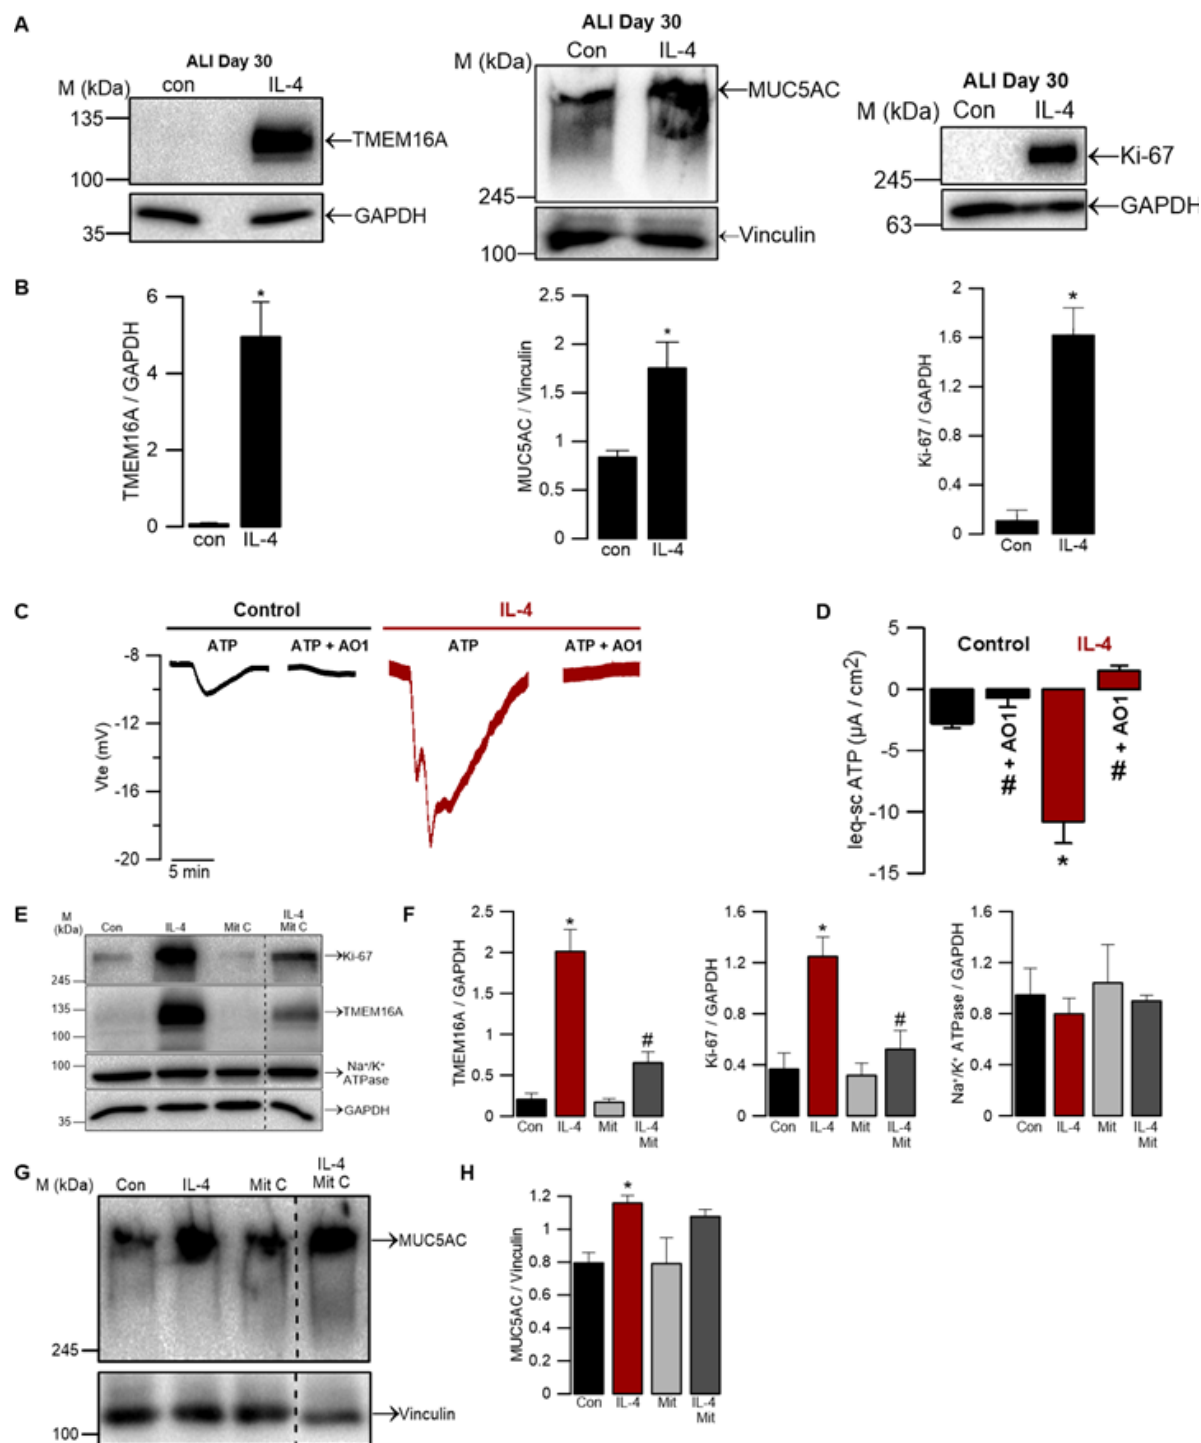 A
ALI Day 30
M (kDa)
con
IL-4
135
100
←TMEM16A
35
←GAPDH
ALI Day 30
M (kDa)
Con
IL-4
←MUC5AC
245
100
←Vinculin
ALI Day 30
M (kDa)
Con
IL-4
245
←Ki-67
63
←GAPDH
B
TMEM16A / GAPDH
6
4
2
0
*
con
IL-4
MUC5AC / Vinculin
2.5
2
1.5
1
0.5
0
*
con
IL-4
Ki-67 / GAPDH
2
1.6
1.2
0.8
0.4
0
*
Con
IL-4
C
Control
IL-4
ATP
ATP + AO1
ATP
ATP + AO1
Vte (mV)
-8
-12
-16
-20
5 min
D
Control
IL-4
Ieq-sc ATP (μA / cm2)
5
0
-5
-10
-15
# + AO1
*
# + AO1
E
M
(kDa)
Con
IL-4
Mit C
IL-4
Mit C
245
→Ki-67
135
100
→TMEM16A
100
Na⁺/K⁺
ATPase
35
→GAPDH
F
TMEM16A / GAPDH
2.5
2
1.5
1
0.5
0
*
#
Con
IL-4
Mit
IL-4
Mit
Ki-67 / GAPDH
1.6
1.2
0.8
0.4
0
*
#
Con
IL-4
Mit
IL-4
Mit
Na⁺/K⁺ ATPase / GAPDH
1.6
1.2
0.8
0.4
0
Con
IL-4
Mit
IL-4
Mit
G
M (kDa)
Con
IL-4
Mit C
IL-4
Mit C
→MUC5AC
245
100
→Vinculin
H
MUC5AC / Vinculin
1.2
1
0.8
0.6
0.4
0.2
0
*
Con
IL-4
Mit
IL-4
Mit